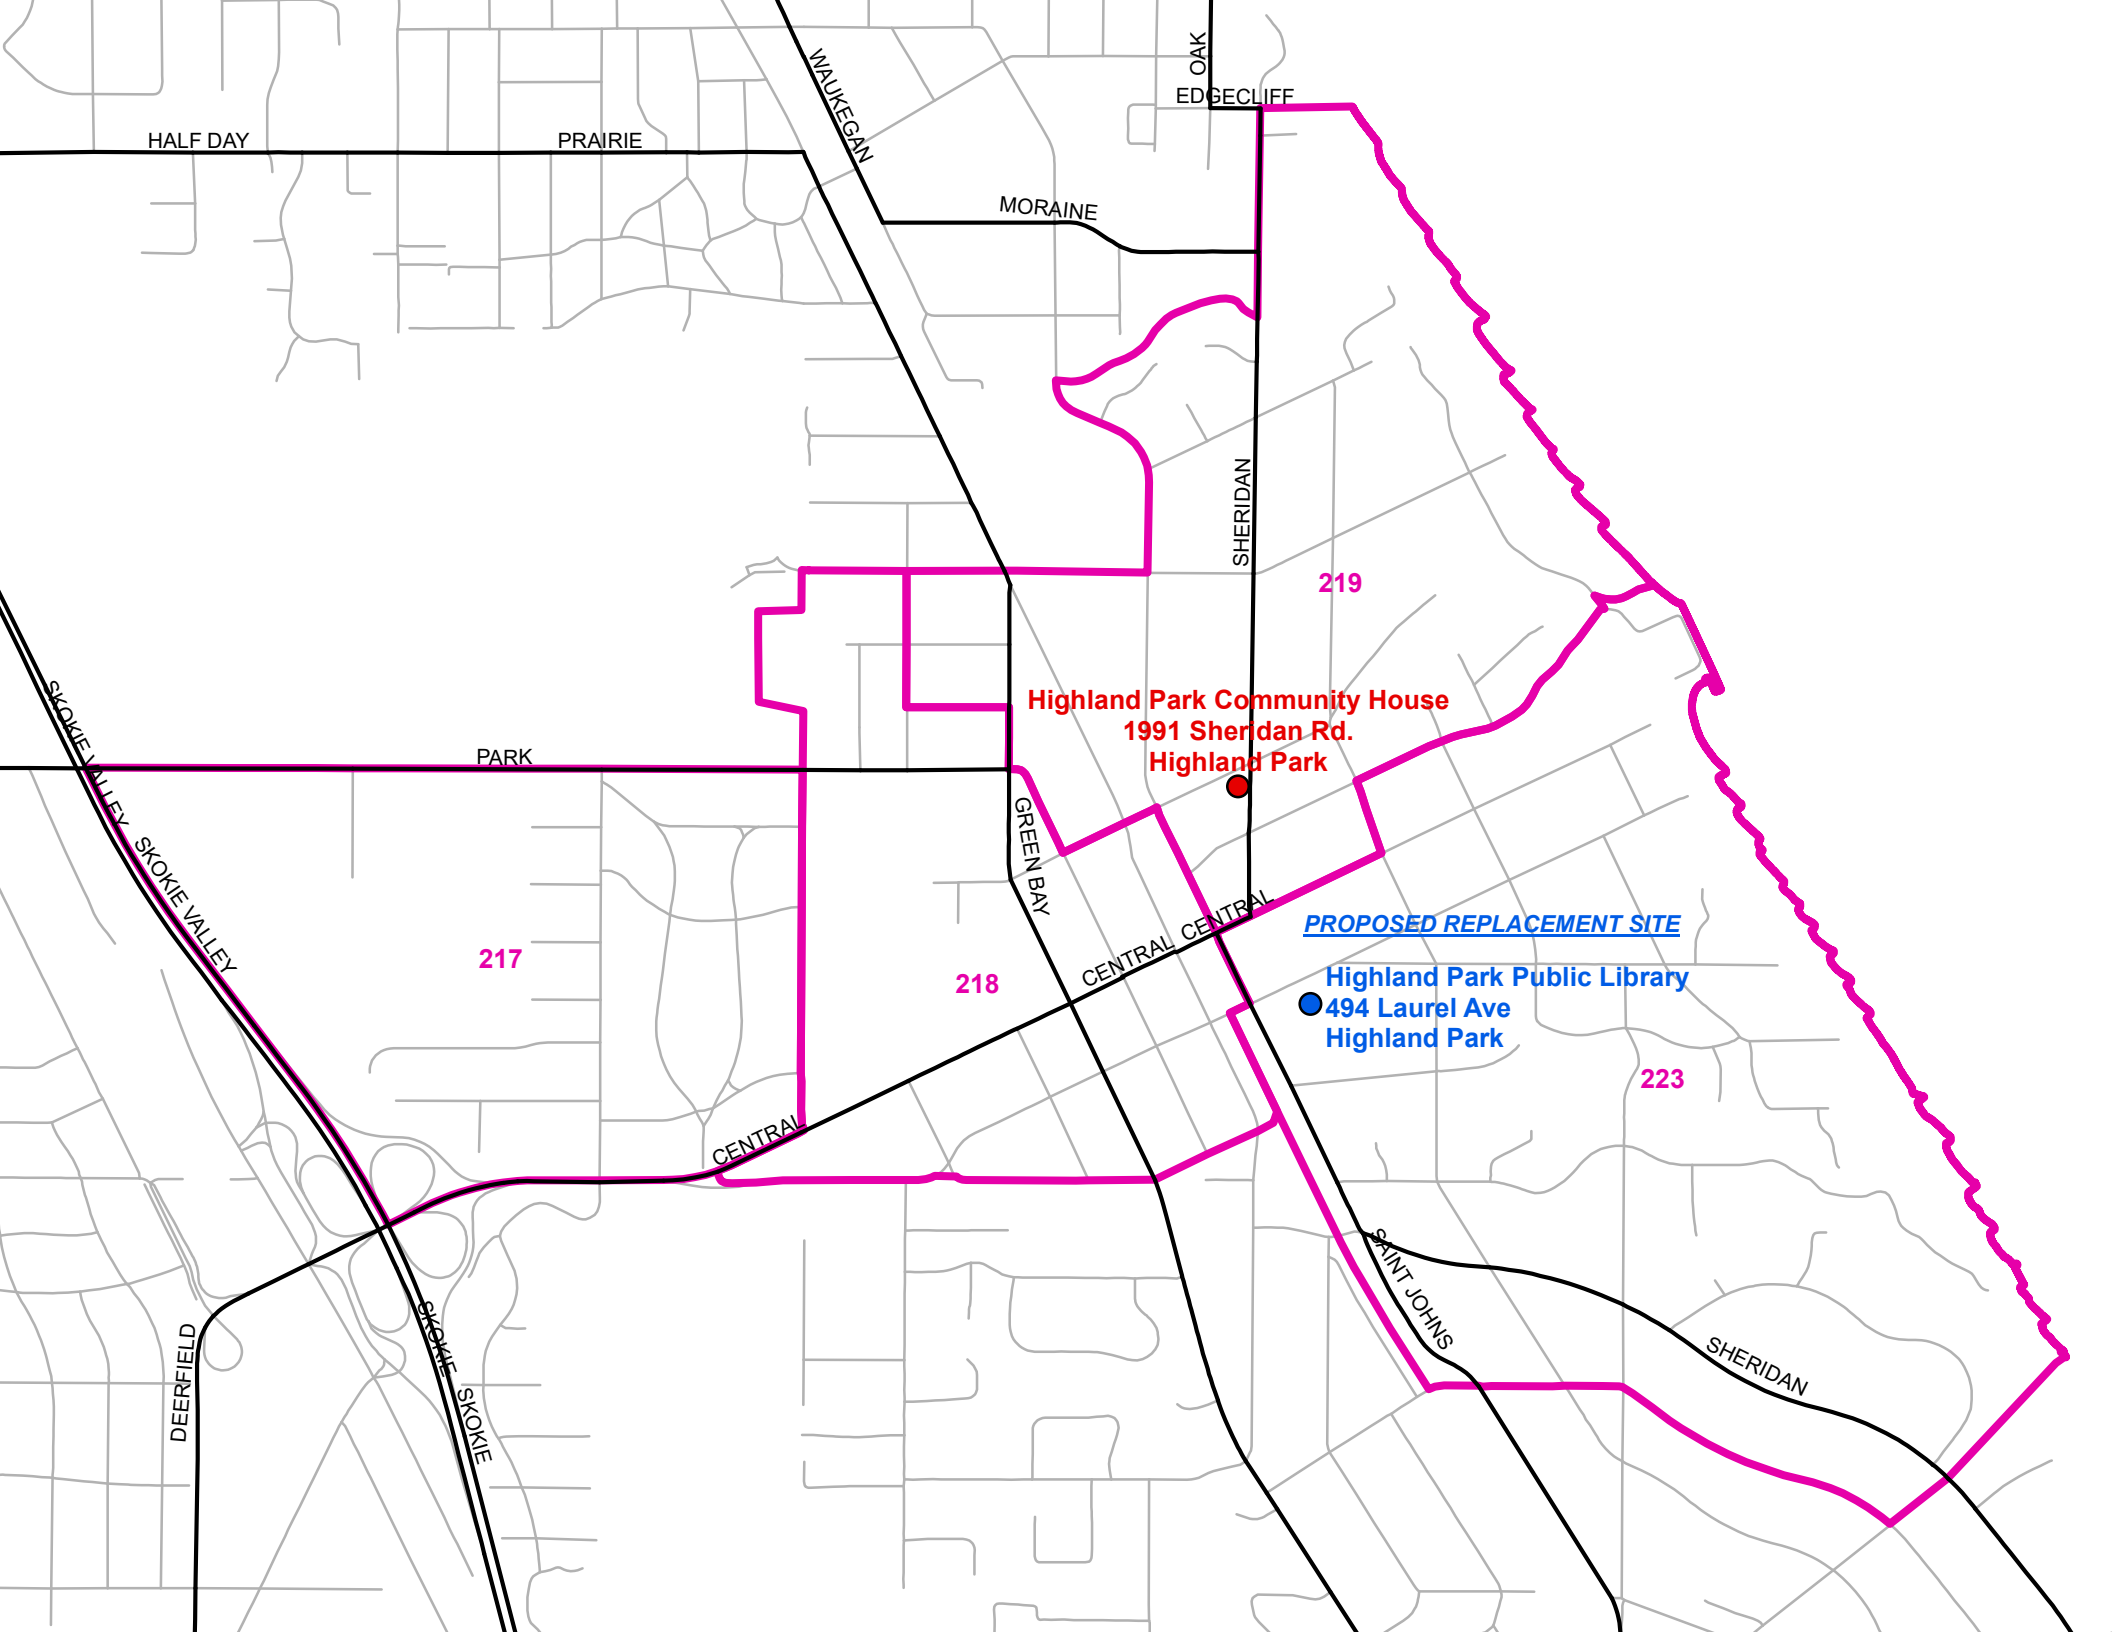 OAK
WAUKEGAN
EDGECLIFF
HALF DAY
PRAIRIE
MORAINE
SHERIDAN
219
SKOKIE VALLEY
Highland Park Community House
1991 Sheridan Rd.
Highland Park
PARK
GREEN BAY
SKOKIE VALLEY
CENTRAL
CENTRAL
PROPOSED REPLACEMENT SITE
217
218
Highland Park Public Library
494 Laurel Ave
Highland Park
223
CENTRAL
SAINT JOHNS
SKOKIE
DEERFIELD
SHERIDAN
SKOKIE